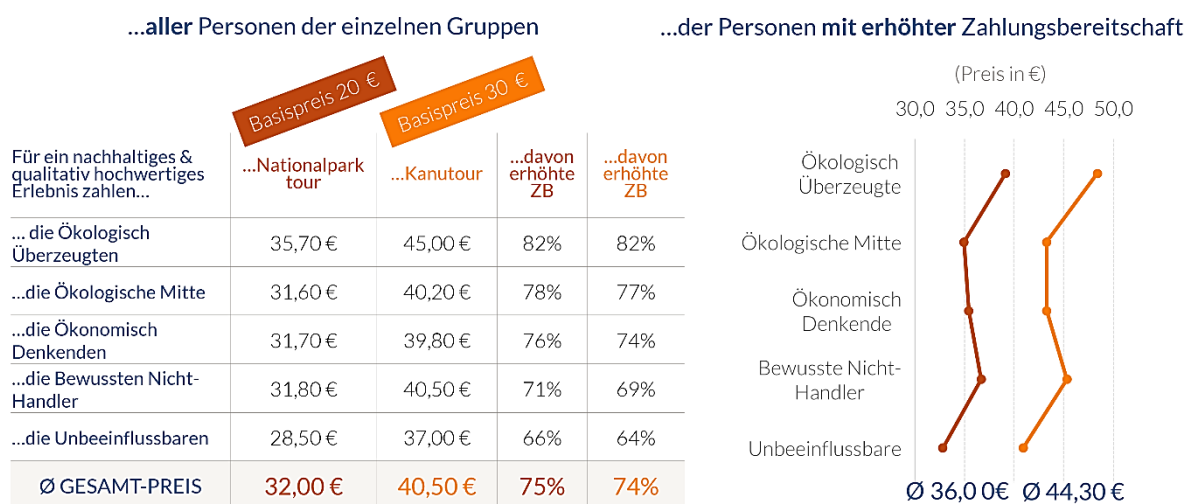 ...aller Personen der einzelnen Gruppen
...der Personen mit erhöhter Zahlungsbereitschaft
Basispreis 20 €
Basispreis 30 €
Für ein nachhaltiges &
qualitativ hochwertiges
Erlebnis zahlen...
...Nationalpark
tour
...Kanutour
...davon
erhöhte
ZB
...davon
erhöhte
ZB
... die Ökologisch
Überzeugten
35,70 €
45,00 €
82%
82%
...die Ökologische Mitte
31,60 €
40,20 €
78%
77%
...die Ökonomisch
Denkenden
31,70 €
39,80 €
76%
74%
...die Bewussten Nicht-
Handler
31,80 €
40,50 €
71%
69%
...die Unbeeinflussbaren
28,50 €
37,00 €
66%
64%
Ø GESAMT-PREIS
32,00 €
40,50 €
75%
74%
(Preis in €)
30,0 35,0 40,0 45,0 50,0
Ökologisch
Überzeugte
Ökologische Mitte
Ökonomisch
Denkende
Bewusste Nicht-
Handler
Unbeeinflussbare
Ø 36,0 0€ Ø 44,30 €